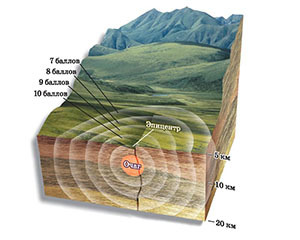 7 баллов
8 баллов
9 баллов
10 баллов
Эпицентр
Очаг
5 км
10 км
20 км